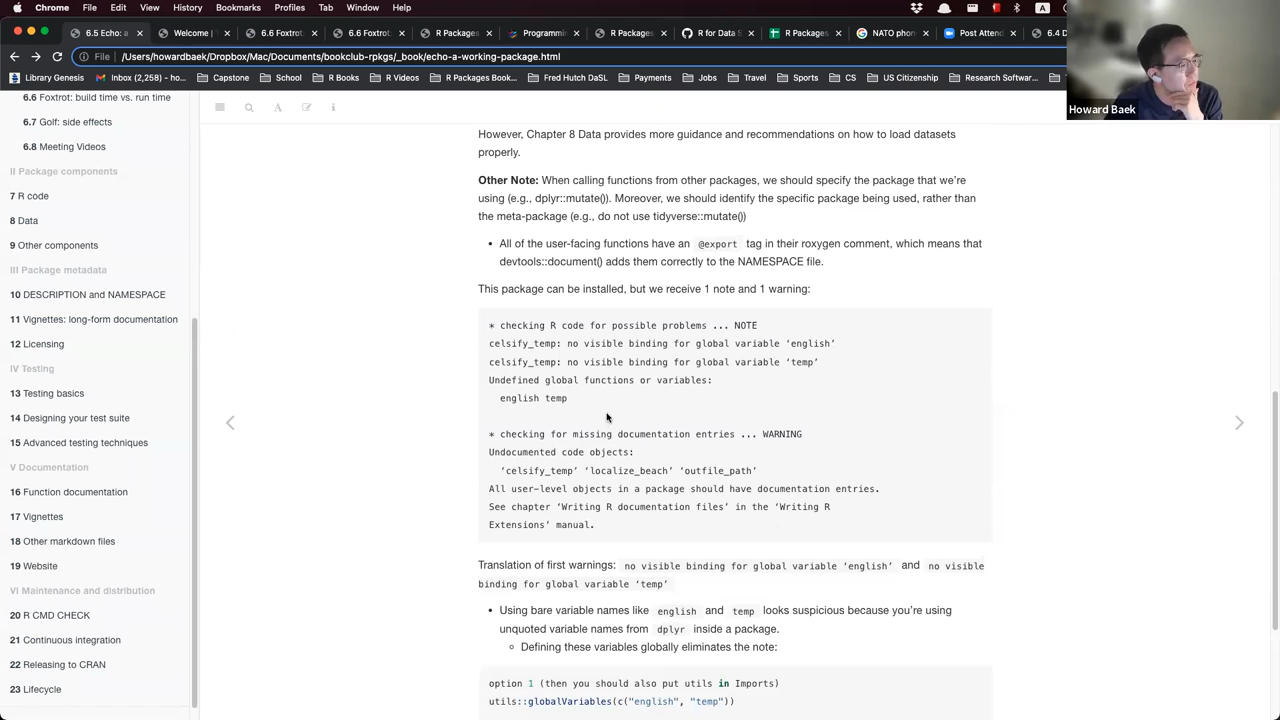 Chrome File Edit View History Bookmarks Profiles Tab Window Help
6.5 Echo: a Welcome | 6.6 Foxtrot: 6.6 Foxtrot: R Packages Programmin R Packages R for Data S R Packages NATO phon Post Attend 6.4 D
File /Users/howardbaek/Dropbox/Mac/Documents/bookclub-rpkgs/_book/echo-a-working-package.html
Library Genesis Inbox (2,258) - ho... Capstone School R Books R Videos R Packages Book... Fred Hutch DaSL Payments Jobs Travel Sports CS US Citizenship Research Softwar...
Howard Baek
6.6 Foxtrot: build time vs. run time
6.7 Golf: side effects
6.8 Meeting Videos
II Package components
7 R code
8 Data
9 Other components
III Package metadata
10 DESCRIPTION and NAMESPACE
11 Vignettes: long-form documentation
12 Licensing
IV Testing
13 Testing basics
14 Designing your test suite
15 Advanced testing techniques
V Documentation
16 Function documentation
17 Vignettes
18 Other markdown files
19 Website
VI Maintenance and distribution
20 R CMD CHECK
21 Continuous integration
22 Releasing to CRAN
23 Lifecycle
However, Chapter 8 Data provides more guidance and recommendations on how to load datasets
properly.
Other Note: When calling functions from other packages, we should specify the package that we're
using (e.g., dplyr::mutate()). Moreover, we should identify the specific package being used, rather than
the meta-package (e.g., do not use tidyverse::mutate())
• All of the user-facing functions have an @export tag in their roxygen comment, which means that
devtools::document() adds them correctly to the NAMESPACE file.
This package can be installed, but we receive 1 note and 1 warning:
* checking R code for possible problems ... NOTE
celsify_temp: no visible binding for global variable ‘english’
celsify_temp: no visible binding for global variable ‘temp’
Undefined global functions or variables:
english temp
* checking for missing documentation entries ... WARNING
Undocumented code objects:
‘celsify_temp’ ‘localize_beach’ ‘outfile_path’
All user-level objects in a package should have documentation entries.
See chapter ‘Writing R documentation files’ in the ‘Writing R
Extensions’ manual.
Translation of first warnings: no visible binding for global variable ‘english’ and no visible
binding for global variable ‘temp’
• Using bare variable names like english and temp looks suspicious because you're using
unquoted variable names from dplyr inside a package.
Defining these variables globally eliminates the note:
option 1 (then you should also put utils in Imports)
utils::globalVariables(c("english", "temp"))